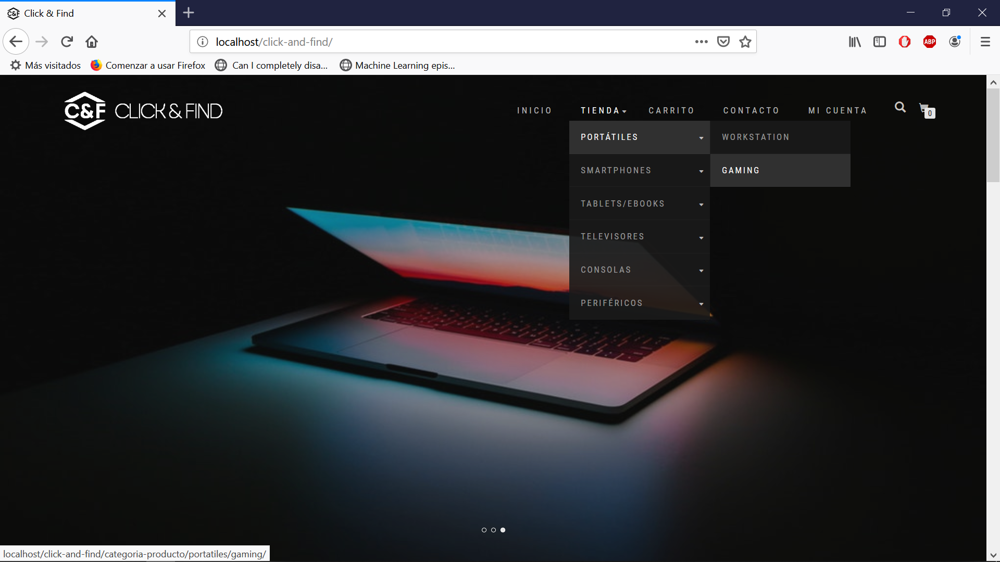 Click & Find
localhost/click-and-find/
ABP
Más visitados
Comenzar a usar Firefox
Can I completely disa...
Machine Learning epis...
C&F CLICK & FIND
INICIO
TIENDA
CARRITO
CONTACTO
MI CUENTA
0
PORTÁTILES
WORKSTATION
SMARTPHONES
GAMING
TABLETS/EBOOKS
TELEVISORES
CONSOLAS
PERIFÉRICOS
localhost/click-and-find/categoria-producto/portatiles/gaming/